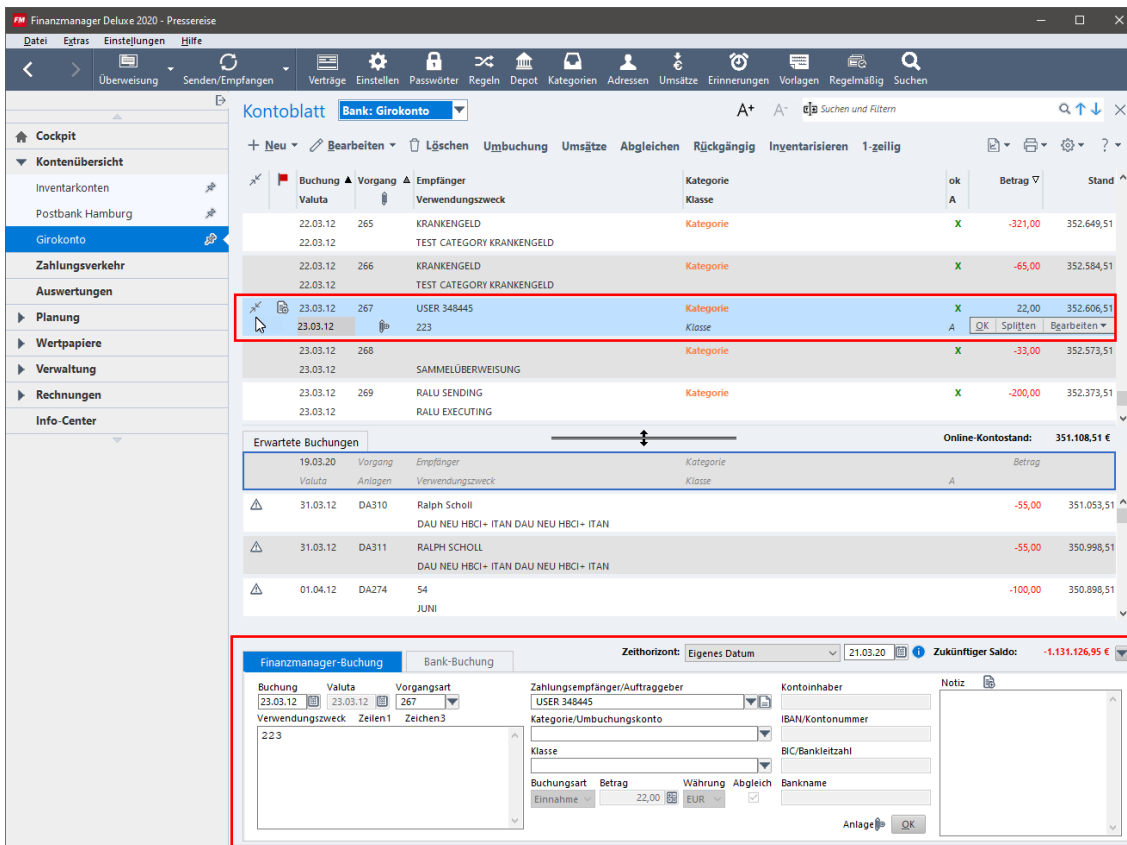 FM Finanzmanager Deluxe 2020 - Pressereise
Datei Extras Einstellungen Hilfe
Überweisung Senden/Empfangen Verträge Einstellen Passwörter Regeln Depot Kategorien Adressen Umsätze Erinnerungen Vorlagen Regelmäßig Suchen
Cockpit
Kontenübersicht
Inventarkonten
Postbank Hamburg
Girokonto
Zahlungsverkehr
Auswertungen
Planung
Wertpapiere
Verwaltung
Rechnungen
Info-Center
Kontoblatt Bank: Girokonto A+ A- Suchen und Filtern
Neu Bearbeiten Löschen Umbuchung Umsätze Abgleichen Rückgängig Inventarisieren 1-zeilig ?
Buchung Vorgang Empfänger Kategorie ok Betrag Stand
Valuta Verwendungszweck Klasse A
22.03.12 265 KRANKENGELD Kategorie X -321,00 352.649,51
22.03.12 TEST CATEGORY KRANKENGELD
22.03.12 266 KRANKENGELD Kategorie X -65,00 352.584,51
22.03.12 TEST CATEGORY KRANKENGELD
23.03.12 267 USER 348445 Kategorie X 22,00 352.606,51
23.03.12 223 Klasse A OK Splitten Bearbeiten
23.03.12 268 Kategorie X -33,00 352.573,51
23.03.12 SAMMELÜBERWEISUNG
23.03.12 269 RALU SENDING Kategorie X -200,00 352.373,51
23.03.12 RALU EXECUTING
Erwartete Buchungen Online-Kontostand: 351.108,51 €
19.03.20 Vorgang Empfänger Kategorie Betrag
Valuta Anlagen Verwendungszweck Klasse A
31.03.12 DA310 Ralph Scholl -55,00 351.053,51
DAU NEU HBCI+ ITAN DAU NEU HBCI+ ITAN
31.03.12 DA311 RALPH SCHOLL -55,00 350.998,51
DAU NEU HBCI+ ITAN DAU NEU HBCI+ ITAN
01.04.12 DA274 54 -100,00 350.898,51
JUNI
Zeithorizont: Eigenes Datum 21.03.20 Zukünftiger Saldo: -1.131.126,95 €
Finanzmanager-Buchung Bank-Buchung
Buchung Valuta Vorgangsart Zahlungsempfänger/Auftraggeber Kontoinhaber Notiz
23.03.12 23.03.12 267 USER 348445
Verwendungszweck Zeilen:1 Zeichen:3 Kategorie/Umbuchungskonto IBAN/Kontonummer
223
Klasse BIC/Bankleitzahl
Buchungsart Betrag Währung Abgleich Bankname
Einnahme 22,00 EUR
Anlage OK